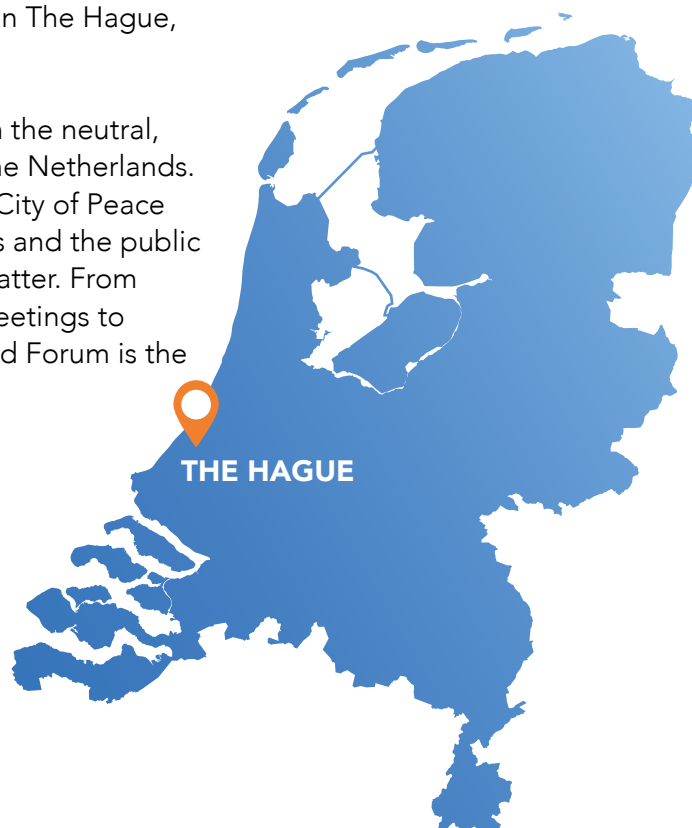 n The Hague,
the neutral,
ne Netherlands.
City of Peace
s and the public
atter. From
eetings to
d Forum is the
THE HAGUE